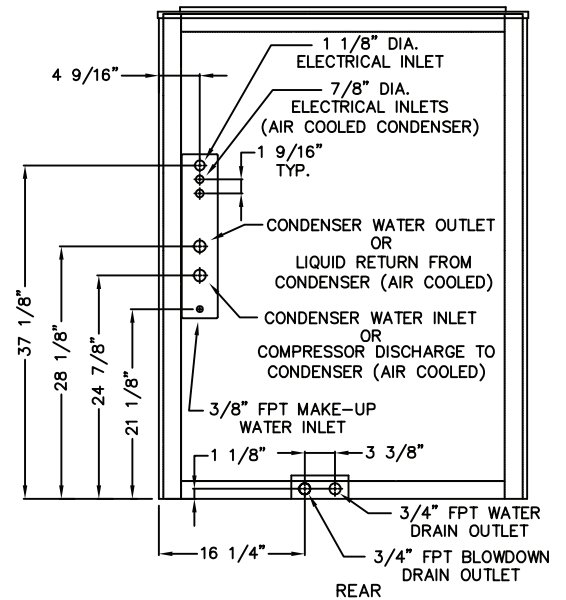 1 1/8" DIA.
ELECTRICAL INLET
4 9/16"
7/8" DIA.
ELECTRICAL INLETS
(AIR COOLED CONDENSER)
1 9/16"
TYP.
CONDENSER WATER OUTLET
OR
LIQUID RETURN FROM
CONDENSER (AIR COOLED)
CONDENSER WATER INLET
OR
COMPRESSOR DISCHARGE TO
CONDENSER (AIR COOLED)
37 1/8"
28 1/8"
24 7/8"
21 1/8"
3/8" FPT MAKE-UP
WATER INLET
1 1/8"
3 3/8"
3/4" FPT WATER
DRAIN OUTLET
16 1/4"
3/4" FPT BLOWDOWN
DRAIN OUTLET
REAR